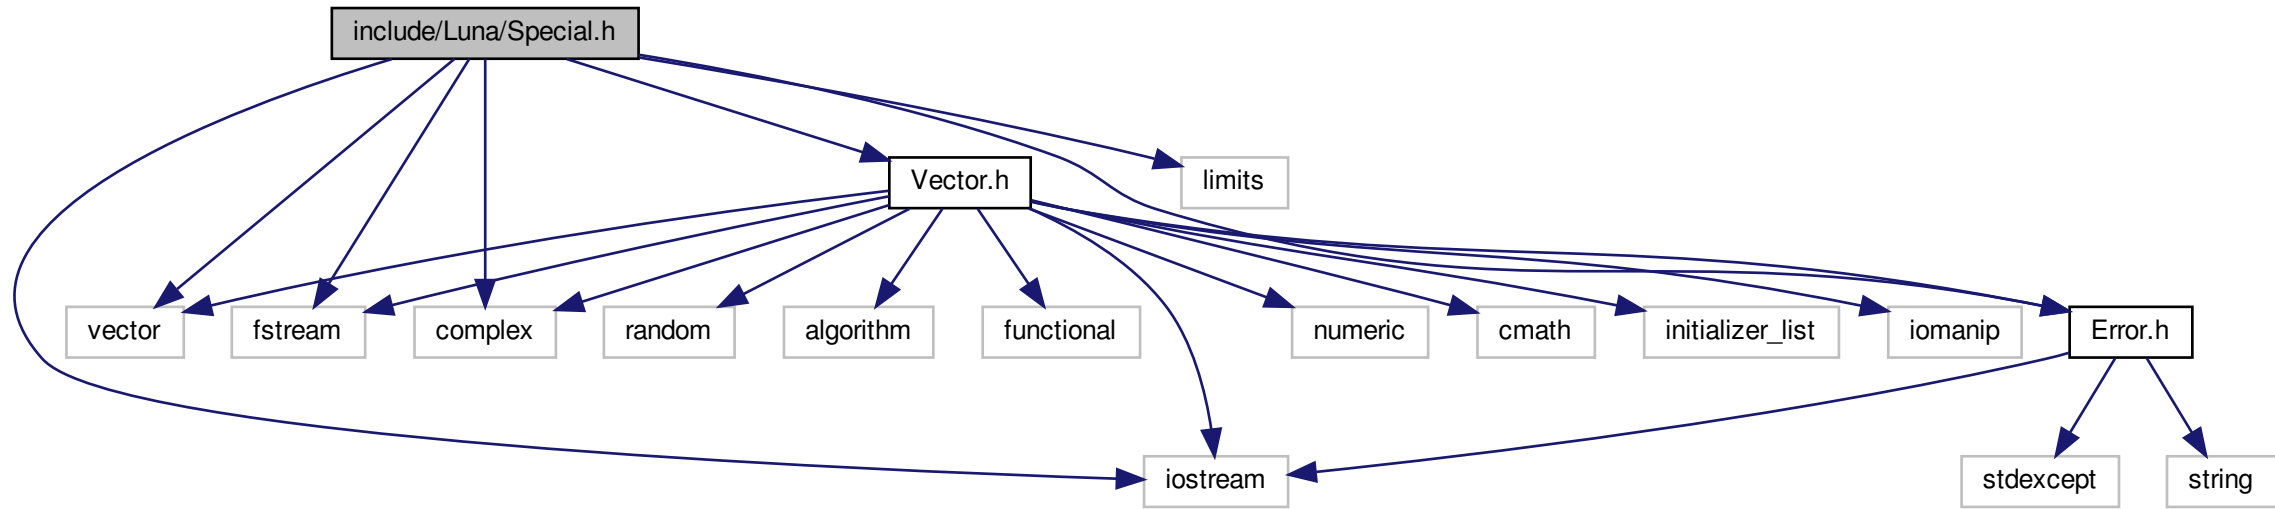 include/Luna/Special.h
Vector.h
limits
vector
fstream
complex
random
algorithm
functional
numeric
cmath
initializer_list
iomanip
Error.h
iostream
stdexcept
string